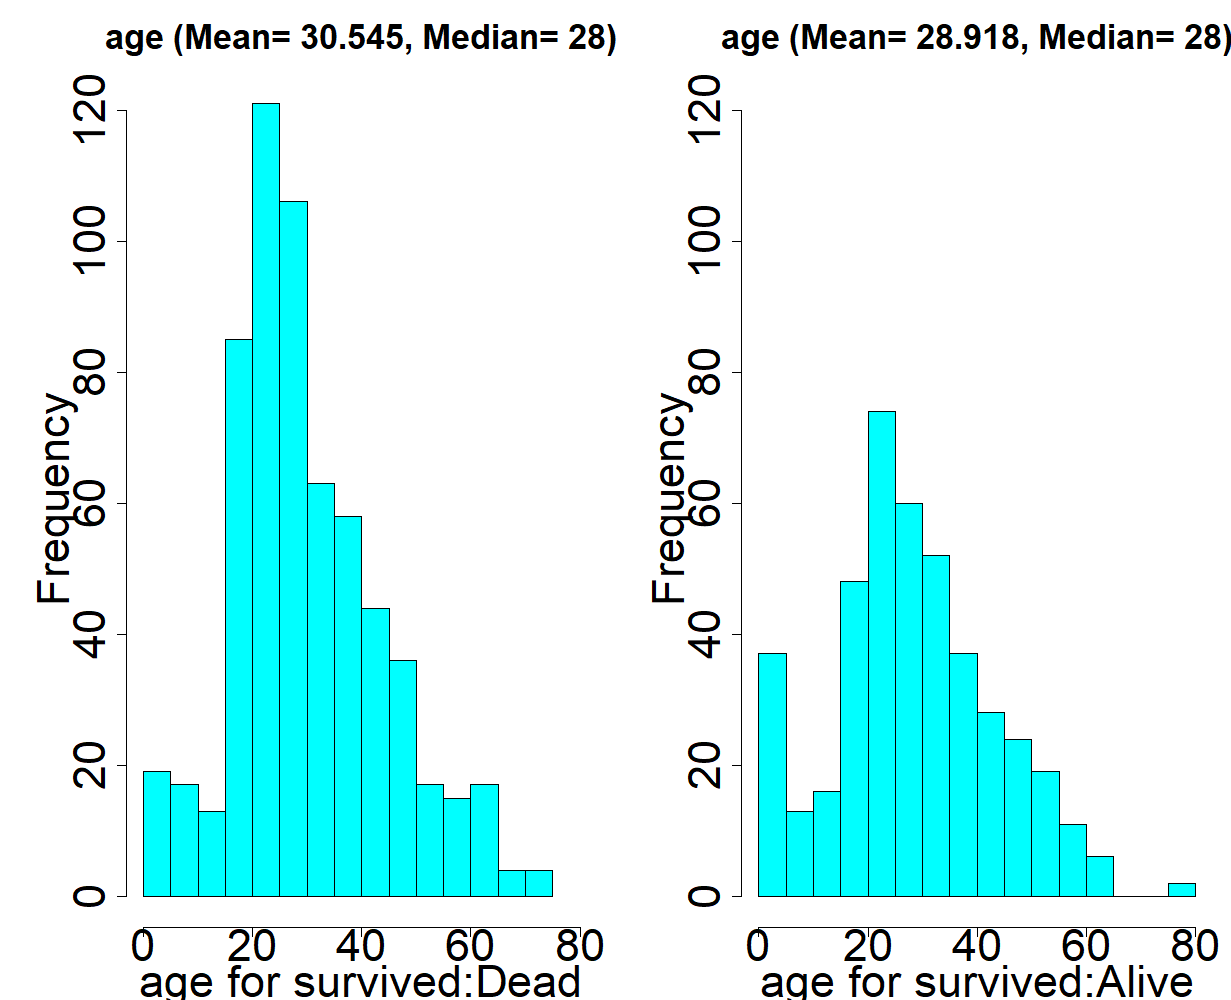 age (Mean= 30.545, Median= 28)
120
100
80
60
40
20
0
Frequency
0 20 40 60 80
age for survived:Dead
age (Mean= 28.918, Median= 28)
120
100
80
60
40
20
0
Frequency
0 20 40 60 80
age for survived:Alive